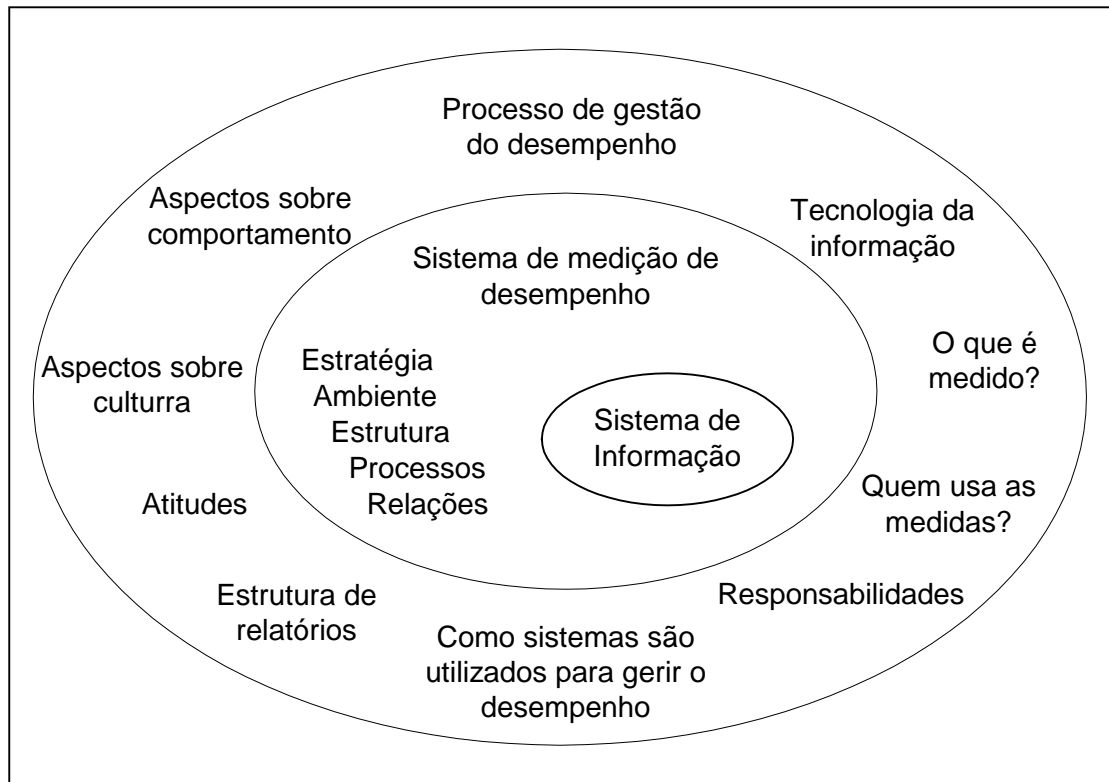 Processo de gestão
do desempenho
Aspectos sobre
comportamento
Tecnologia da
informação
Sistema de medição de
desempenho
Aspectos sobre
culturra
O que é
medido?
Estratégia
Ambiente
Estrutura
Processos
Relações
Sistema de
Informação
Atitudes
Quem usa as
medidas?
Estrutura de
relatórios
Responsabilidades
Como sistemas são
utilizados para gerir o
desempenho